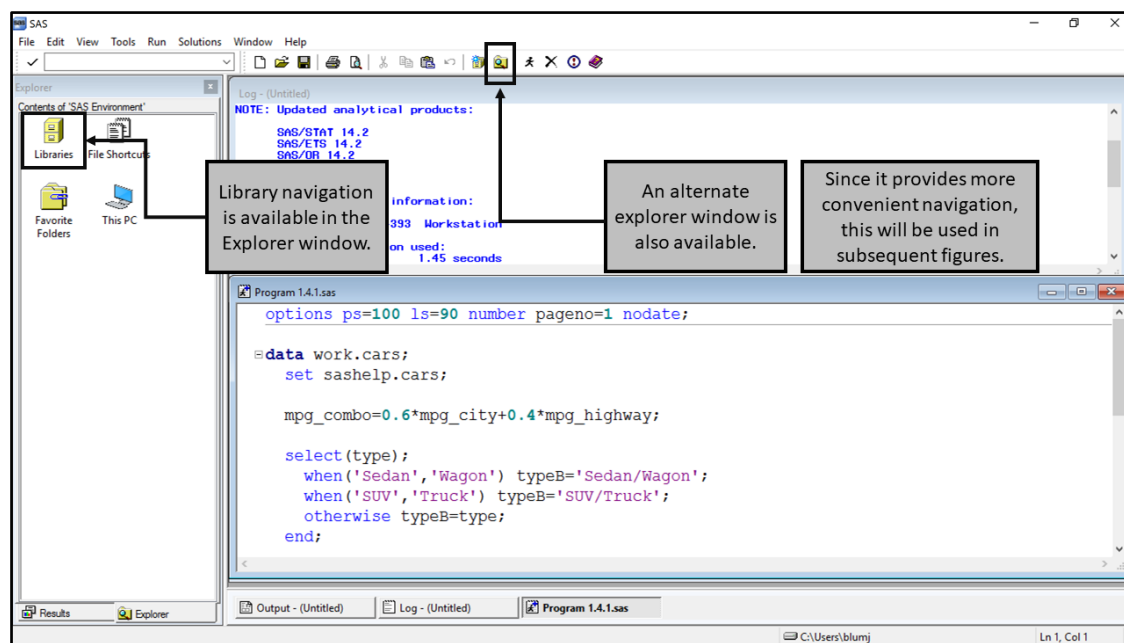 SAS
File Edit View Tools Run Solutions Window Help
Explorer
Contents of 'SAS Environment'
Libraries
File Shortcuts
Favorite
Folders
This PC
Log - (Untitled)
NOTE: Updated analytical products:
SAS/STAT 14.2
SAS/ETS 14.2
SAS/OR 14.2
information:
393 Workstation
on used:
1.45 seconds
Library navigation
is available in the
Explorer window.
An alternate
explorer window is
also available.
Since it provides more
convenient navigation,
this will be used in
subsequent figures.
Program 1.4.1.sas
options ps=100 ls=90 number pageno=1 nodate;
data work.cars;
set sashelp.cars;
mpg_combo=0.6*mpg_city+0.4*mpg_highway;
select(type);
when('Sedan','Wagon') typeB='Sedan/Wagon';
when('SUV','Truck') typeB='SUV/Truck';
otherwise typeB=type;
end;
Results
Explorer
Output - (Untitled)
Log - (Untitled)
Program 1.4.1.sas
C:\Users\blumj
Ln 1, Col 1